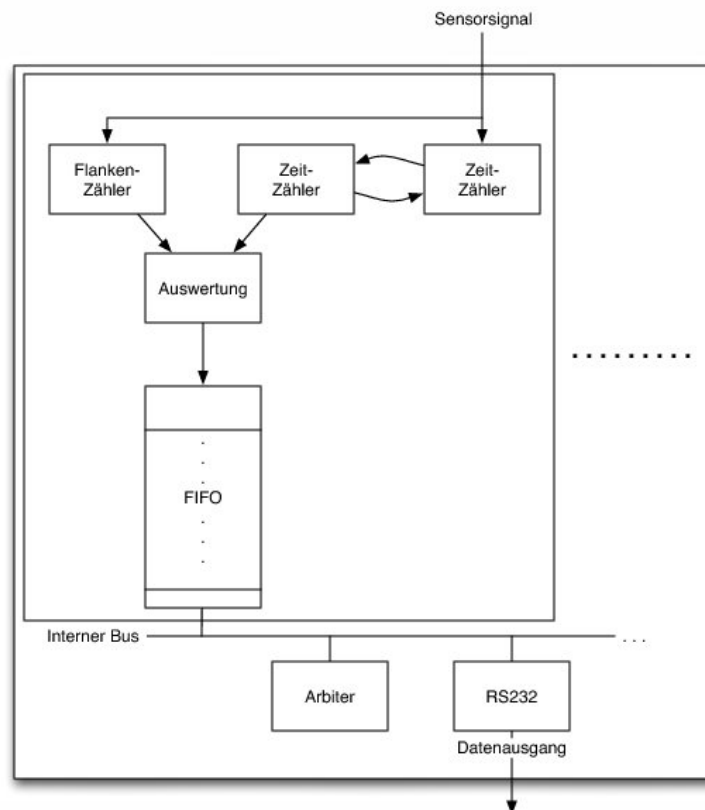 Sensorsignal
Flanken-
Zähler
Zeit-
Zähler
Zeit-
Zähler
Auswertung
.........
FIFO
Interner Bus
...
Arbiter
RS232
Datenausgang